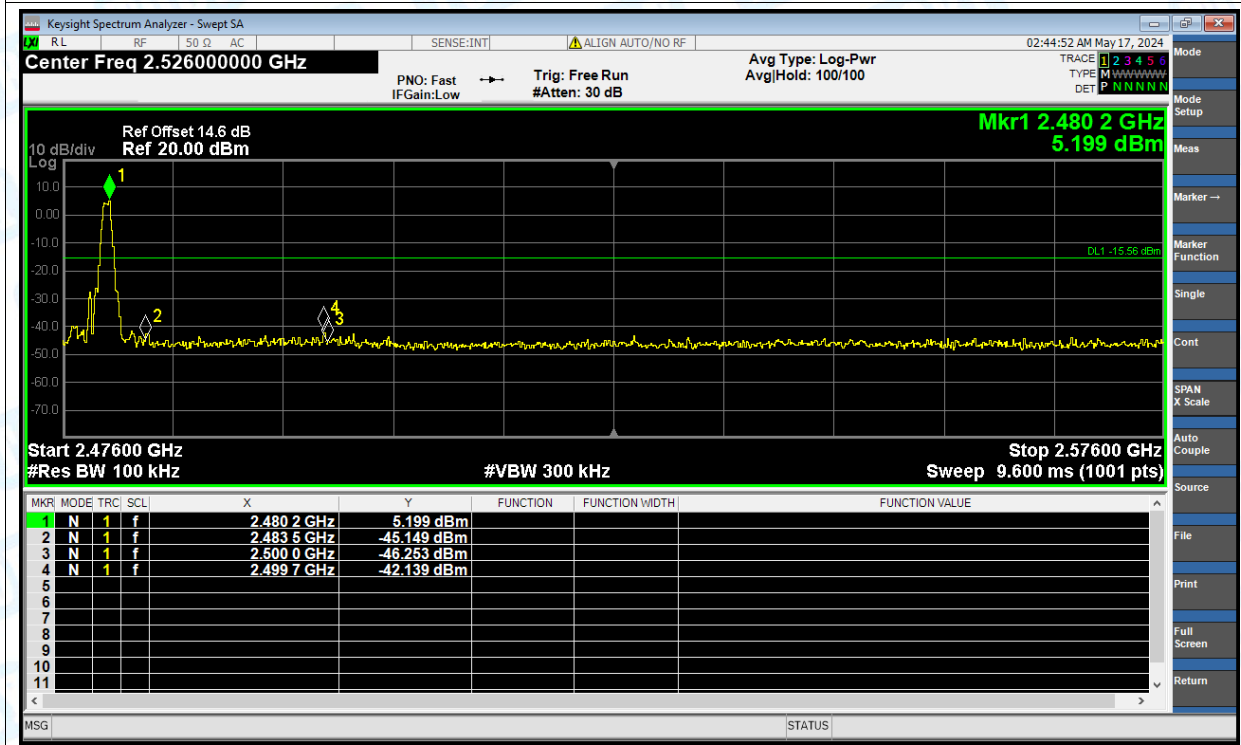 Keysight Spectrum Analyzer - Swept SA
LXI RL RF 50 Ω AC SENSE:INT ALIGN AUTO/NO RF 02:44:52 AM May 17, 2024
Center Freq 2.526000000 GHz
PNO: Fast
IFGain:Low
Trig: Free Run
#Atten: 30 dB
Avg Type: Log-Pwr
Avg|Hold: 100/100
TRACE 1 2 3 4 5 6
TYPE M WWWWW
DET P N N N N N
Ref Offset 14.6 dB
10 dB/div Ref 20.00 dBm
Log
Mkr1 2.480 2 GHz
5.199 dBm
1
10.0
0.00
-10.0
DL1 -15.56 dBm
-20.0
-30.0
2
4
3
-40.0
-50.0
-60.0
-70.0
Start 2.47600 GHz Stop 2.57600 GHz
#Res BW 100 kHz #VBW 300 kHz Sweep 9.600 ms (1001 pts)
MKR MODE TRC SCL X Y FUNCTION FUNCTION WIDTH FUNCTION VALUE
1 N 1 f 2.480 2 GHz 5.199 dBm
2 N 1 f 2.483 5 GHz -45.149 dBm
3 N 1 f 2.500 0 GHz -46.253 dBm
4 N 1 f 2.499 7 GHz -42.139 dBm
5
6
7
8
9
10
11
MSG STATUS
Mode
Mode
Setup
Meas
Marker →
Marker
Function
Single
Cont
SPAN
X Scale
Auto
Couple
Source
File
Print
Full
Screen
Return